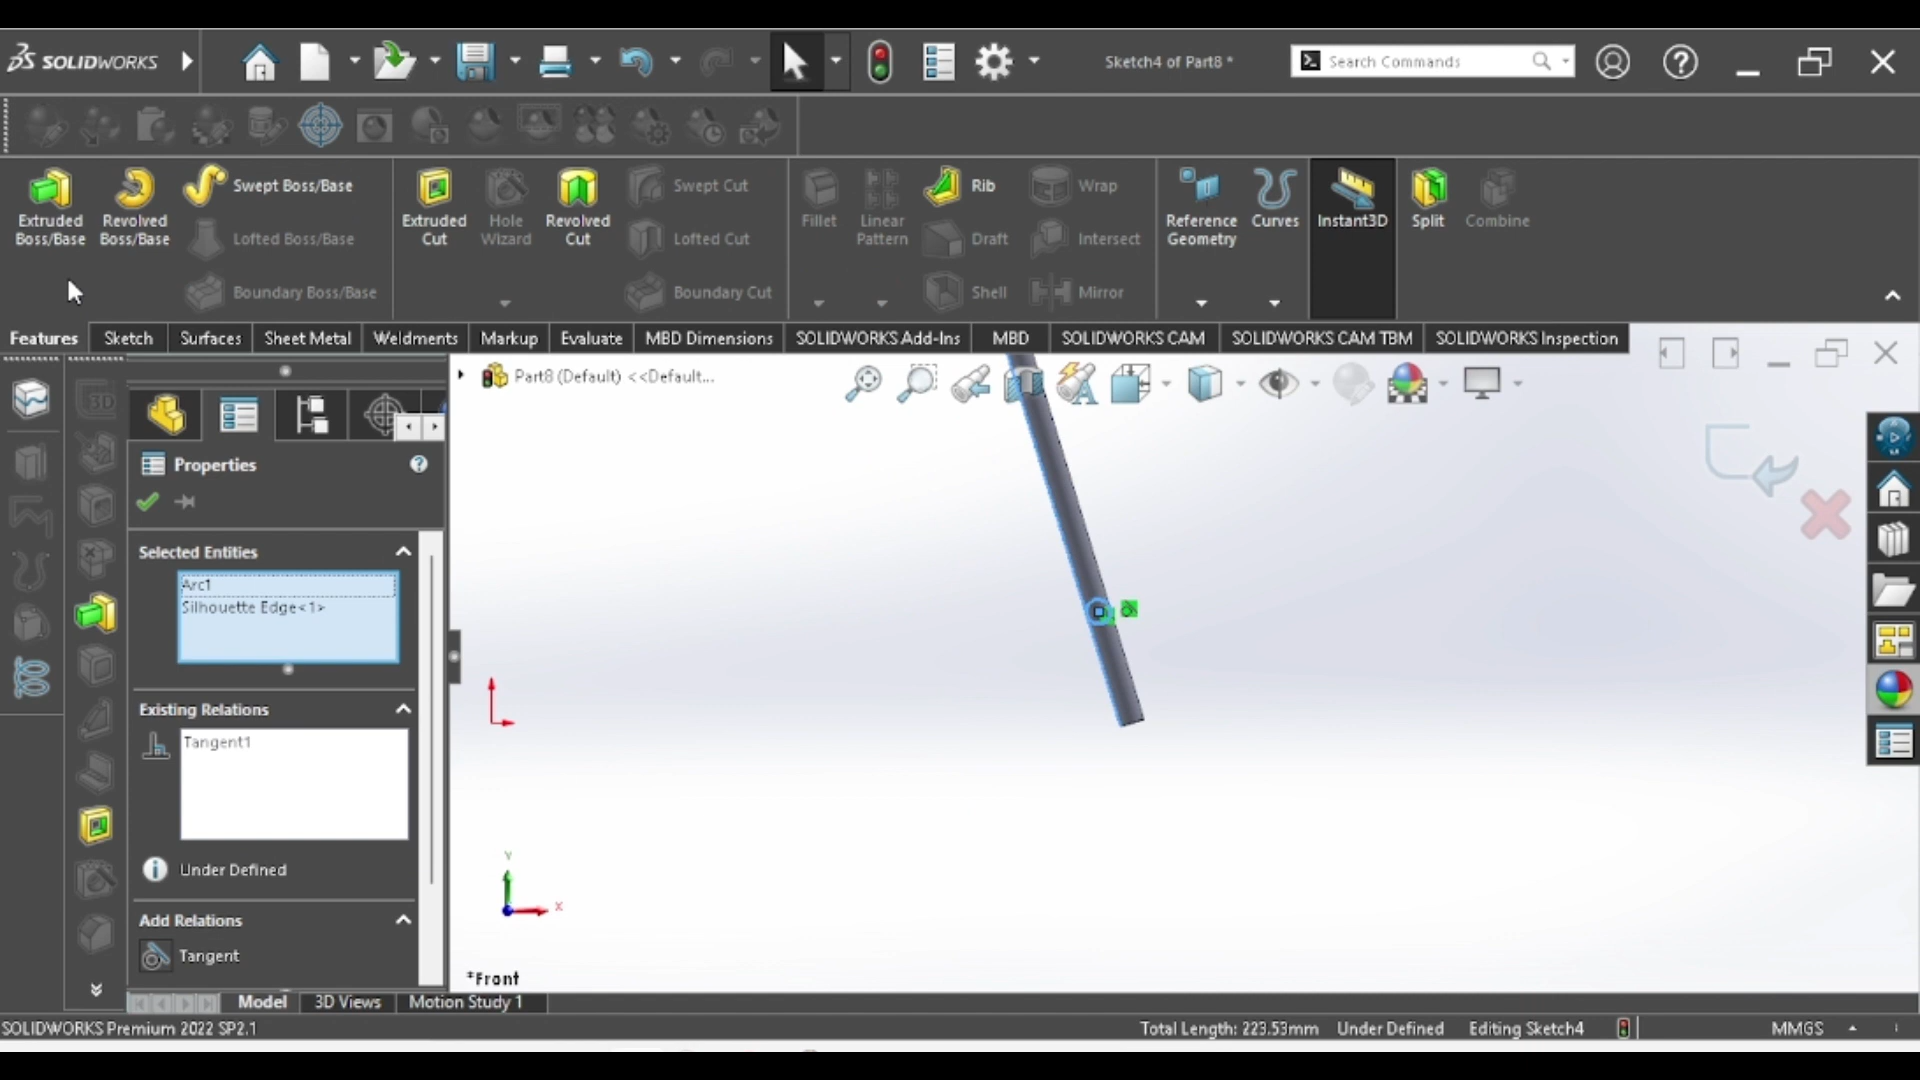 SOLIDWORKS
Sketch4 of Part8 *
Search Commands
Extruded Boss/Base
Revolved Boss/Base
Swept Boss/Base
Lofted Boss/Base
Boundary Boss/Base
Extruded Cut
Hole Wizard
Revolved Cut
Swept Cut
Lofted Cut
Boundary Cut
Fillet
Linear Pattern
Rib
Draft
Shell
Wrap
Intersect
Mirror
Reference Geometry
Curves
Instant3D
Split
Combine
Features
Sketch
Surfaces
Sheet Metal
Weldments
Markup
Evaluate
MBD Dimensions
SOLIDWORKS Add-Ins
MBD
SOLIDWORKS CAM
SOLIDWORKS CAM TBM
SOLIDWORKS Inspection
Part8 (Default) <<Default...
3D
Properties
Selected Entities
Arc1
Silhouette Edge<1>
Existing Relations
Tangent1
Under Defined
Add Relations
Tangent
Y
X
*Front
Model
3D Views
Motion Study 1
SOLIDWORKS Premium 2022 SP2.1
Total Length: 223.53mm
Under Defined
Editing Sketch4
MMGS